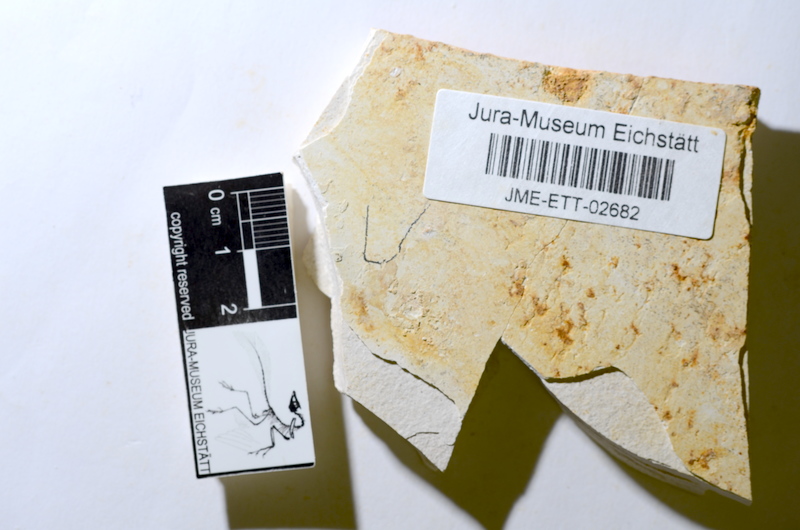 Jura-Museum Eichstätt
JME-ETT-02682
0 cm
1
2
copyright reserved JURA-MUSEUM EICHSTÄTT